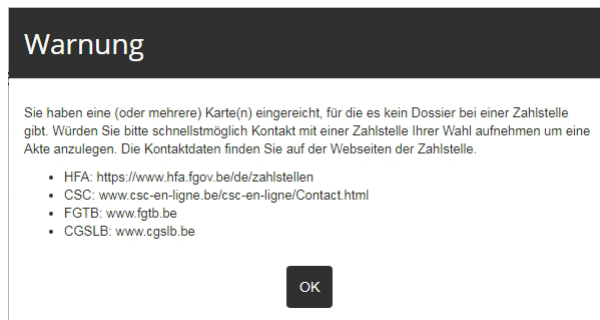 Warnung
Sie haben eine (oder mehrere) Karte(n) eingereicht, für die es kein Dossier bei einer Zahlstelle
gibt. Würden Sie bitte schnellstmöglich Kontakt mit einer Zahlstelle Ihrer Wahl aufnehmen um eine
Akte anzulegen. Die Kontaktdaten finden Sie auf der Webseiten der Zahlstelle.
• HFA: https://www.hfa.fgov.be/de/zahlstellen
• CSC: www.csc-en-ligne.be/csc-en-ligne/Contact.html
• FGTB: www.fgtb.be
• CGSLB: www.cgslb.be
OK